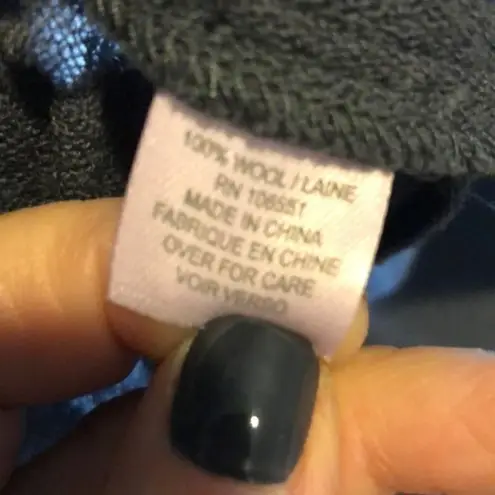 100% WOOL / LAINE
RN 106551
MADE IN CHINA
FABRIQUE EN CHINE
OVER FOR CARE
VOIR VERSO